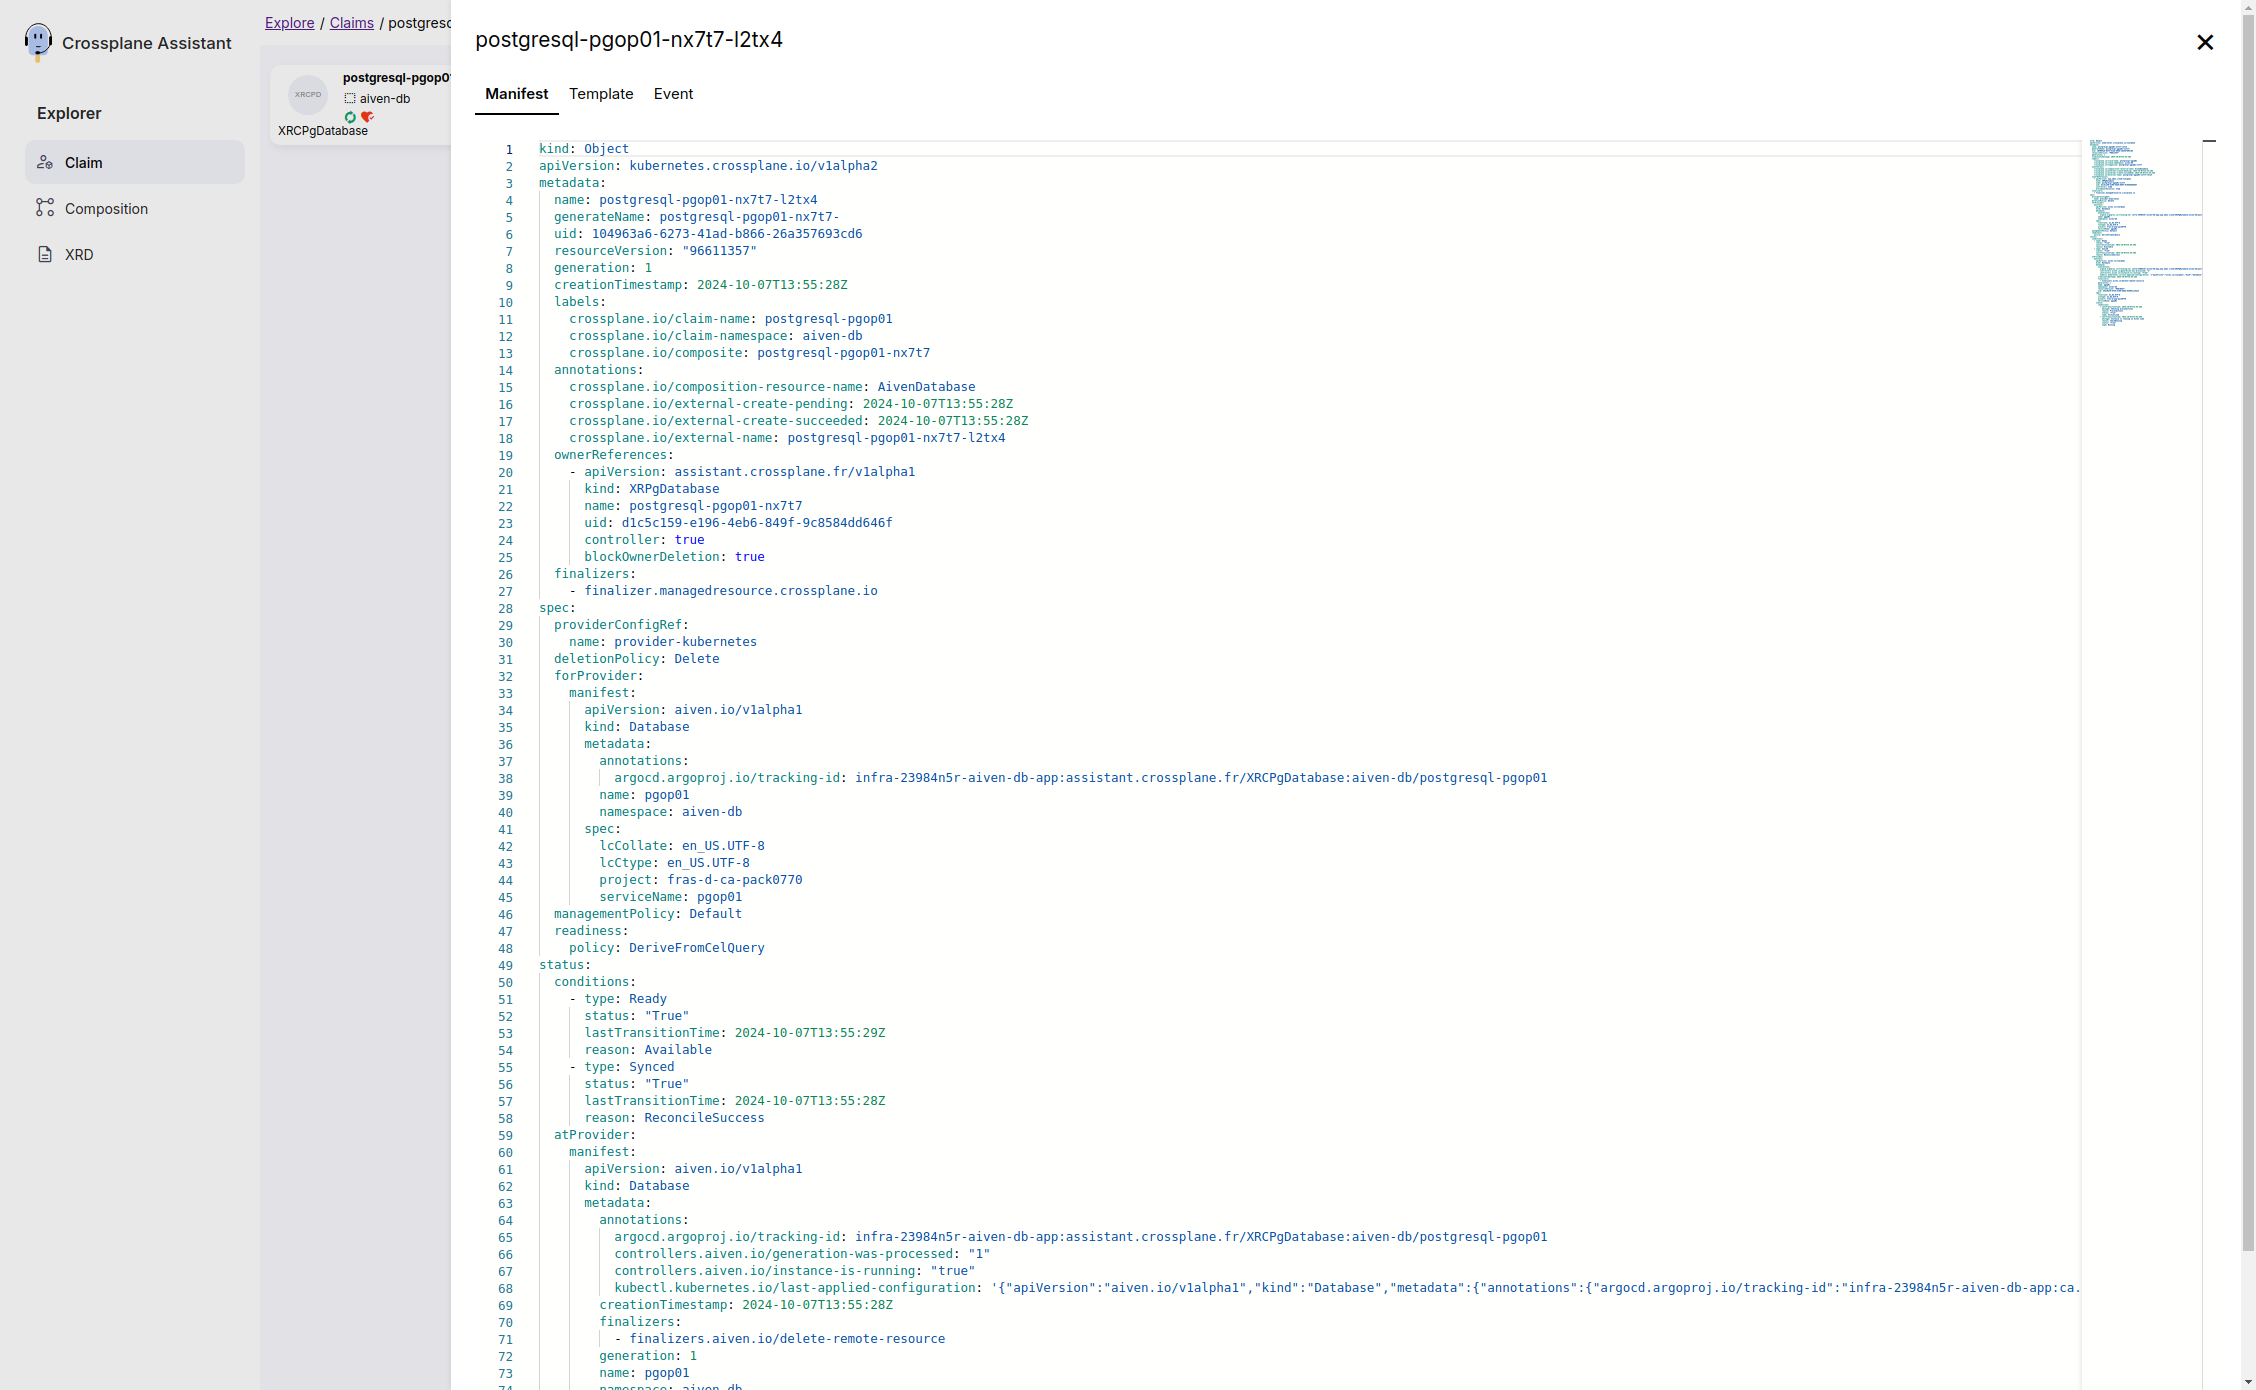 Crossplane Assistant
Explorer
Claim
Composition
XRD
Explore / Claims / postgresq
XRCPD
postgresql-pgop01
aiven-db
XRCPgDatabase
postgresql-pgop01-nx7t7-l2tx4
Manifest Template Event
1 kind: Object
2 apiVersion: kubernetes.crossplane.io/v1alpha2
3 metadata:
4 name: postgresql-pgop01-nx7t7-l2tx4
5 generateName: postgresql-pgop01-nx7t7-
6 uid: 104963a6-6273-41ad-b866-26a357693cd6
7 resourceVersion: "96611357"
8 generation: 1
9 creationTimestamp: 2024-10-07T13:55:28Z
10 labels:
11 crossplane.io/claim-name: postgresql-pgop01
12 crossplane.io/claim-namespace: aiven-db
13 crossplane.io/composite: postgresql-pgop01-nx7t7
14 annotations:
15 crossplane.io/composition-resource-name: AivenDatabase
16 crossplane.io/external-create-pending: 2024-10-07T13:55:28Z
17 crossplane.io/external-create-succeeded: 2024-10-07T13:55:28Z
18 crossplane.io/external-name: postgresql-pgop01-nx7t7-l2tx4
19 ownerReferences:
20 - apiVersion: assistant.crossplane.fr/v1alpha1
21 kind: XRPgDatabase
22 name: postgresql-pgop01-nx7t7
23 uid: d1c5c159-e196-4eb6-849f-9c8584dd646f
24 controller: true
25 blockOwnerDeletion: true
26 finalizers:
27 - finalizer.managedresource.crossplane.io
28 spec:
29 providerConfigRef:
30 name: provider-kubernetes
31 deletionPolicy: Delete
32 forProvider:
33 manifest:
34 apiVersion: aiven.io/v1alpha1
35 kind: Database
36 metadata:
37 annotations:
38 argocd.argoproj.io/tracking-id: infra-23984n5r-aiven-db-app:assistant.crossplane.fr/XRCPgDatabase:aiven-db/postgresql-pgop01
39 name: pgop01
40 namespace: aiven-db
41 spec:
42 lcCollate: en_US.UTF-8
43 lcCtype: en_US.UTF-8
44 project: fras-d-ca-pack0770
45 serviceName: pgop01
46 managementPolicy: Default
47 readiness:
48 policy: DeriveFromCelQuery
49 status:
50 conditions:
51 - type: Ready
52 status: "True"
53 lastTransitionTime: 2024-10-07T13:55:29Z
54 reason: Available
55 - type: Synced
56 status: "True"
57 lastTransitionTime: 2024-10-07T13:55:28Z
58 reason: ReconcileSuccess
59 atProvider:
60 manifest:
61 apiVersion: aiven.io/v1alpha1
62 kind: Database
63 metadata:
64 annotations:
65 argocd.argoproj.io/tracking-id: infra-23984n5r-aiven-db-app:assistant.crossplane.fr/XRCPgDatabase:aiven-db/postgresql-pgop01
66 controllers.aiven.io/generation-was-processed: "1"
67 controllers.aiven.io/instance-is-running: "true"
68 kubectl.kubernetes.io/last-applied-configuration: '{"apiVersion":"aiven.io/v1alpha1","kind":"Database","metadata":{"annotations":{"argocd.argoproj.io/tracking-id":"infra-23984n5r-aiven-db-app:ca.
69 creationTimestamp: 2024-10-07T13:55:28Z
70 finalizers:
71 - finalizers.aiven.io/delete-remote-resource
72 generation: 1
73 name: pgop01
74 namespace: aiven-db